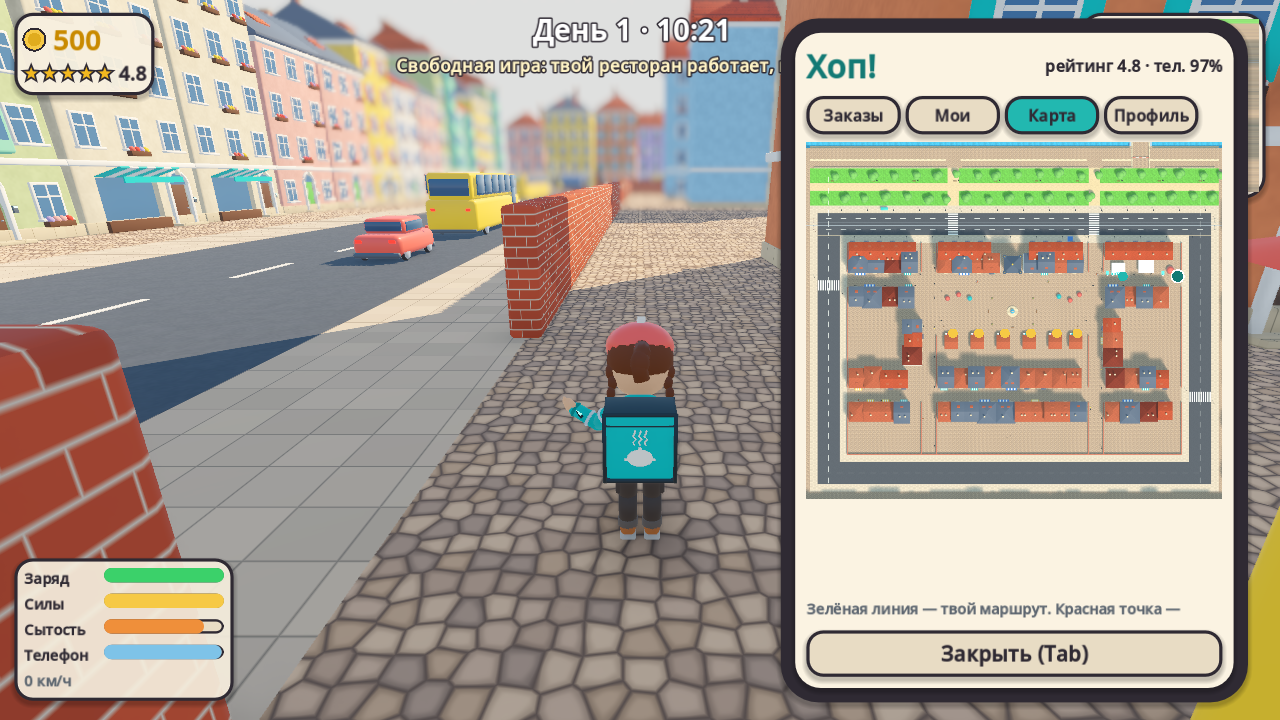 500
4.8
День 1 · 10:21
Свободная игра: твой ресторан работает,
Хоп!
рейтинг 4.8 · тел. 97%
Заказы
Мои
Карта
Профиль
Зелёная линия — твой маршрут. Красная точка —
Закрыть (Tab)
Заряд
Силы
Сытость
Телефон
0 км/ч